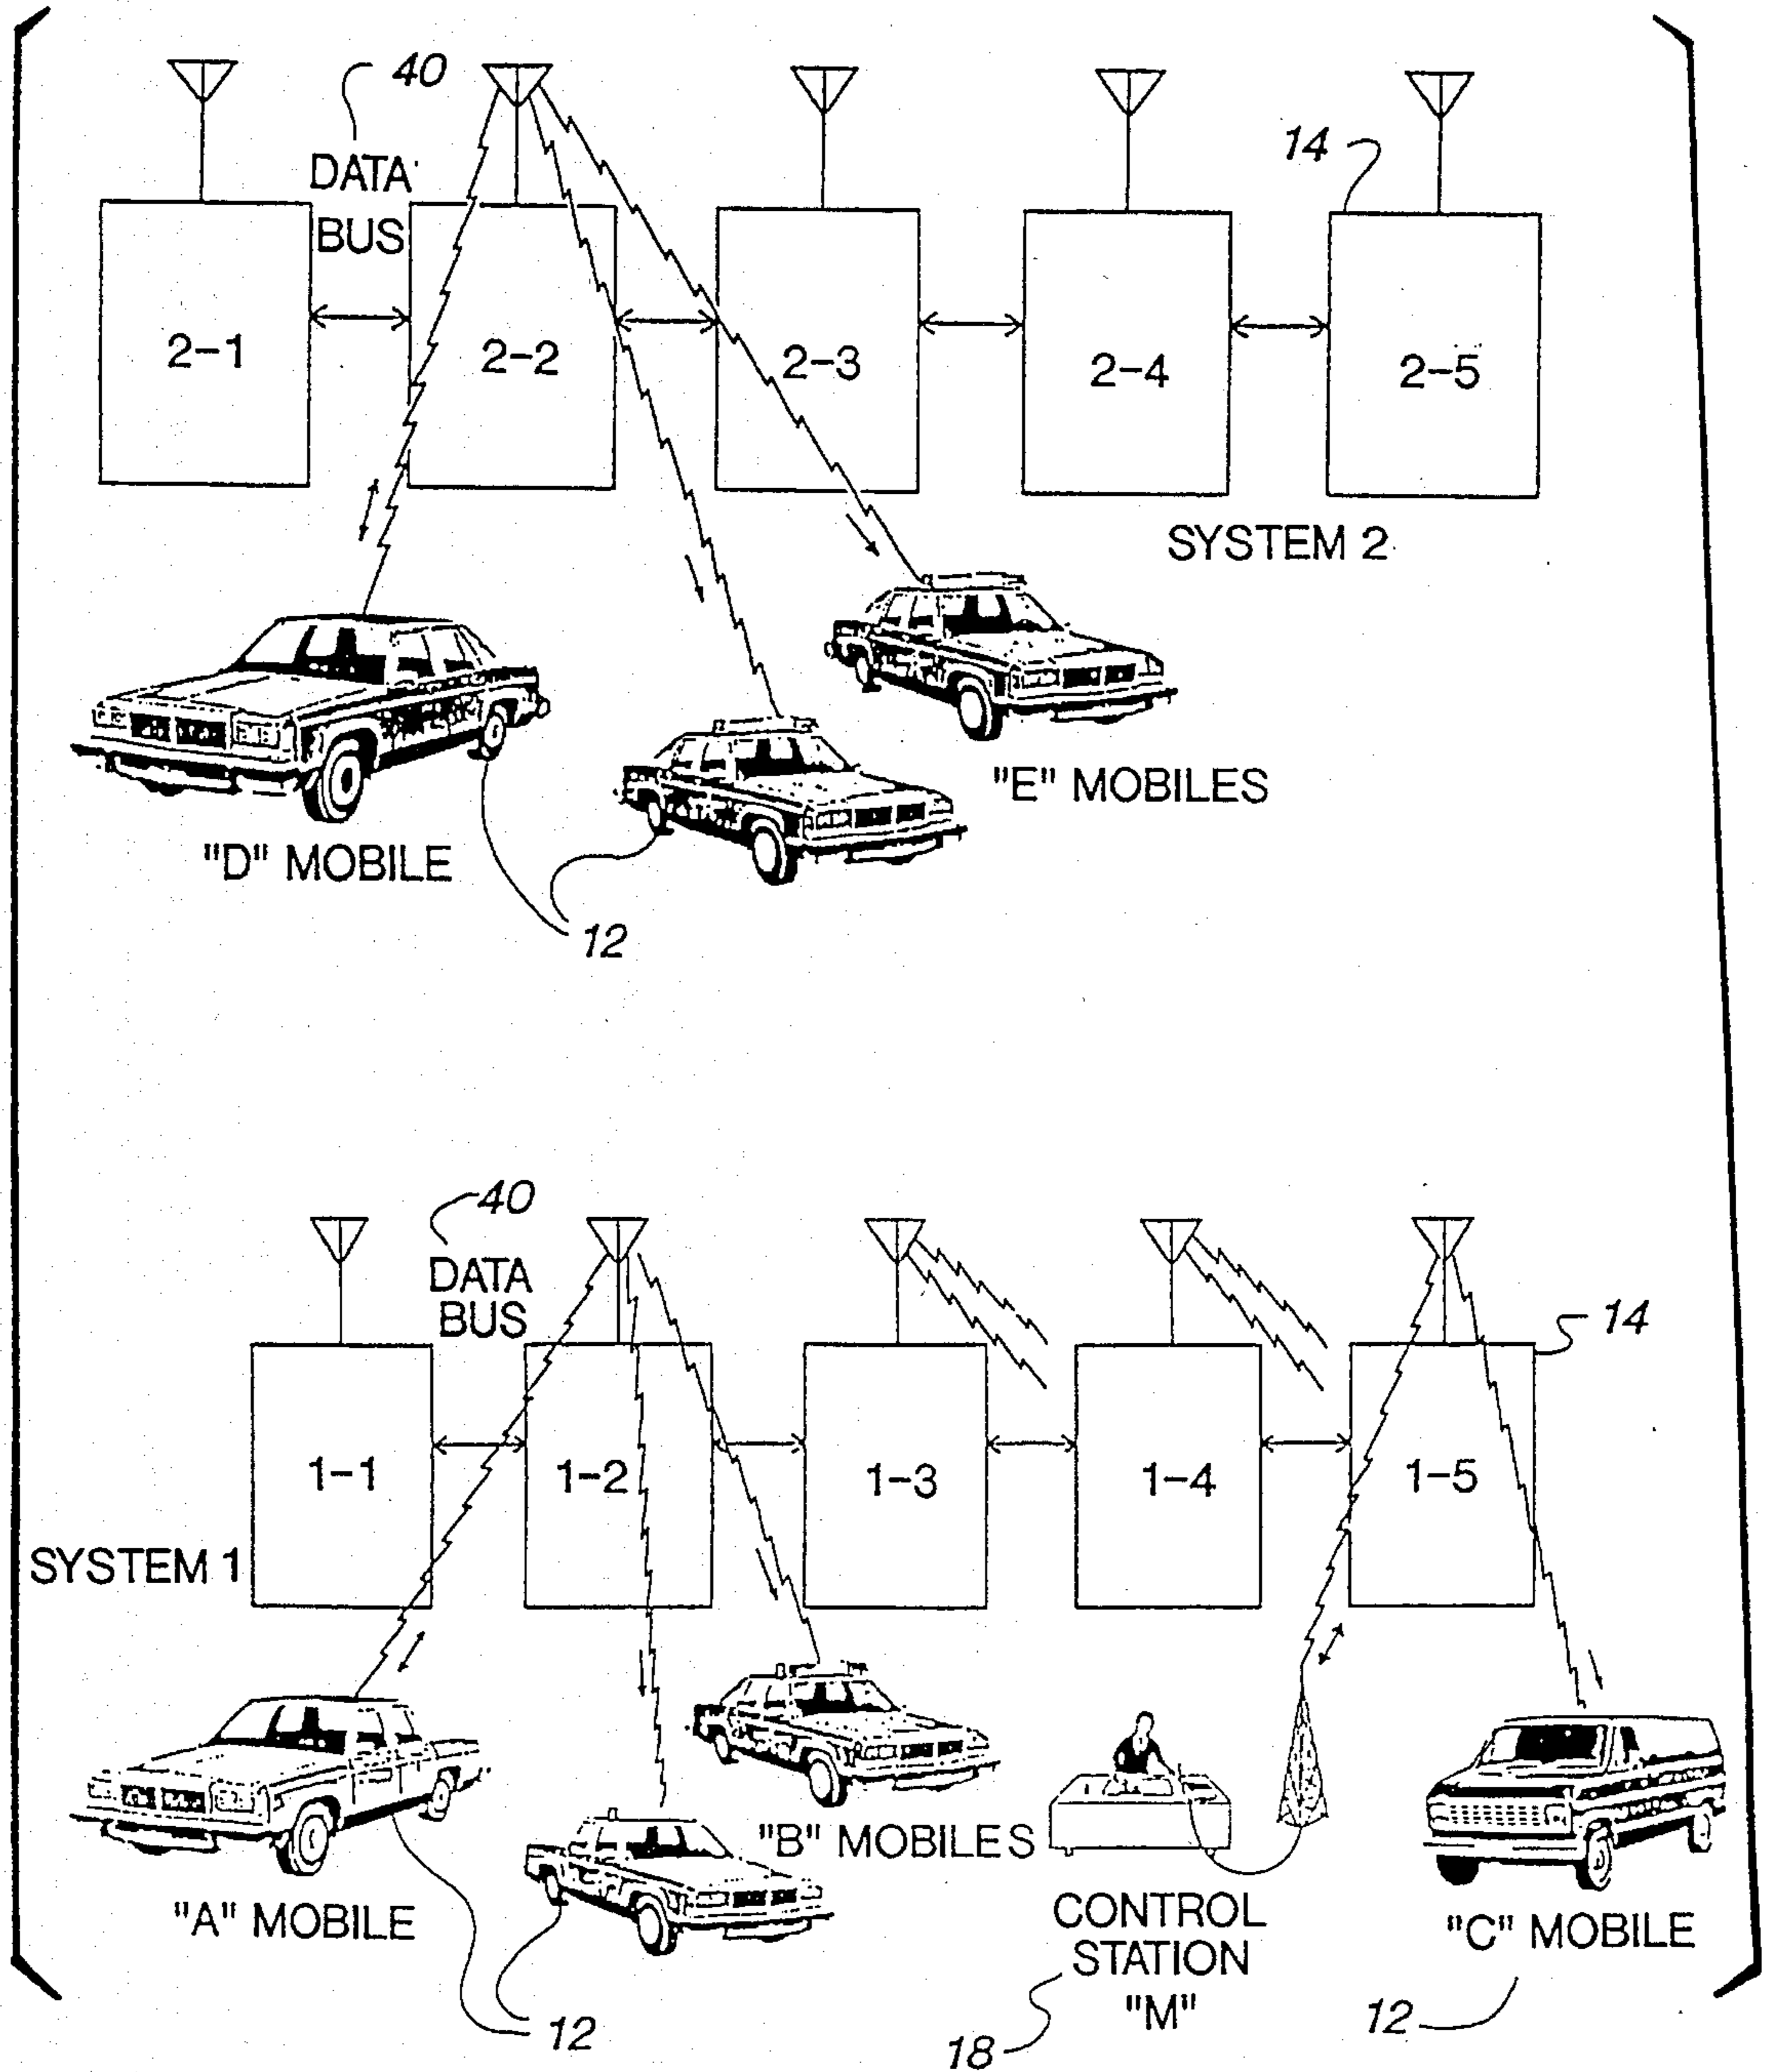 40
DATA
BUS
14
2-1
2-2
2-3
2-4
2-5
SYSTEM 2
"E" MOBILES
"D" MOBILE
12
40
DATA
BUS
14
1-1
1-2
1-3
1-4
1-5
SYSTEM 1
"B" MOBILES
"A" MOBILE
CONTROL
STATION
"M"
"C" MOBILE
12
18
12